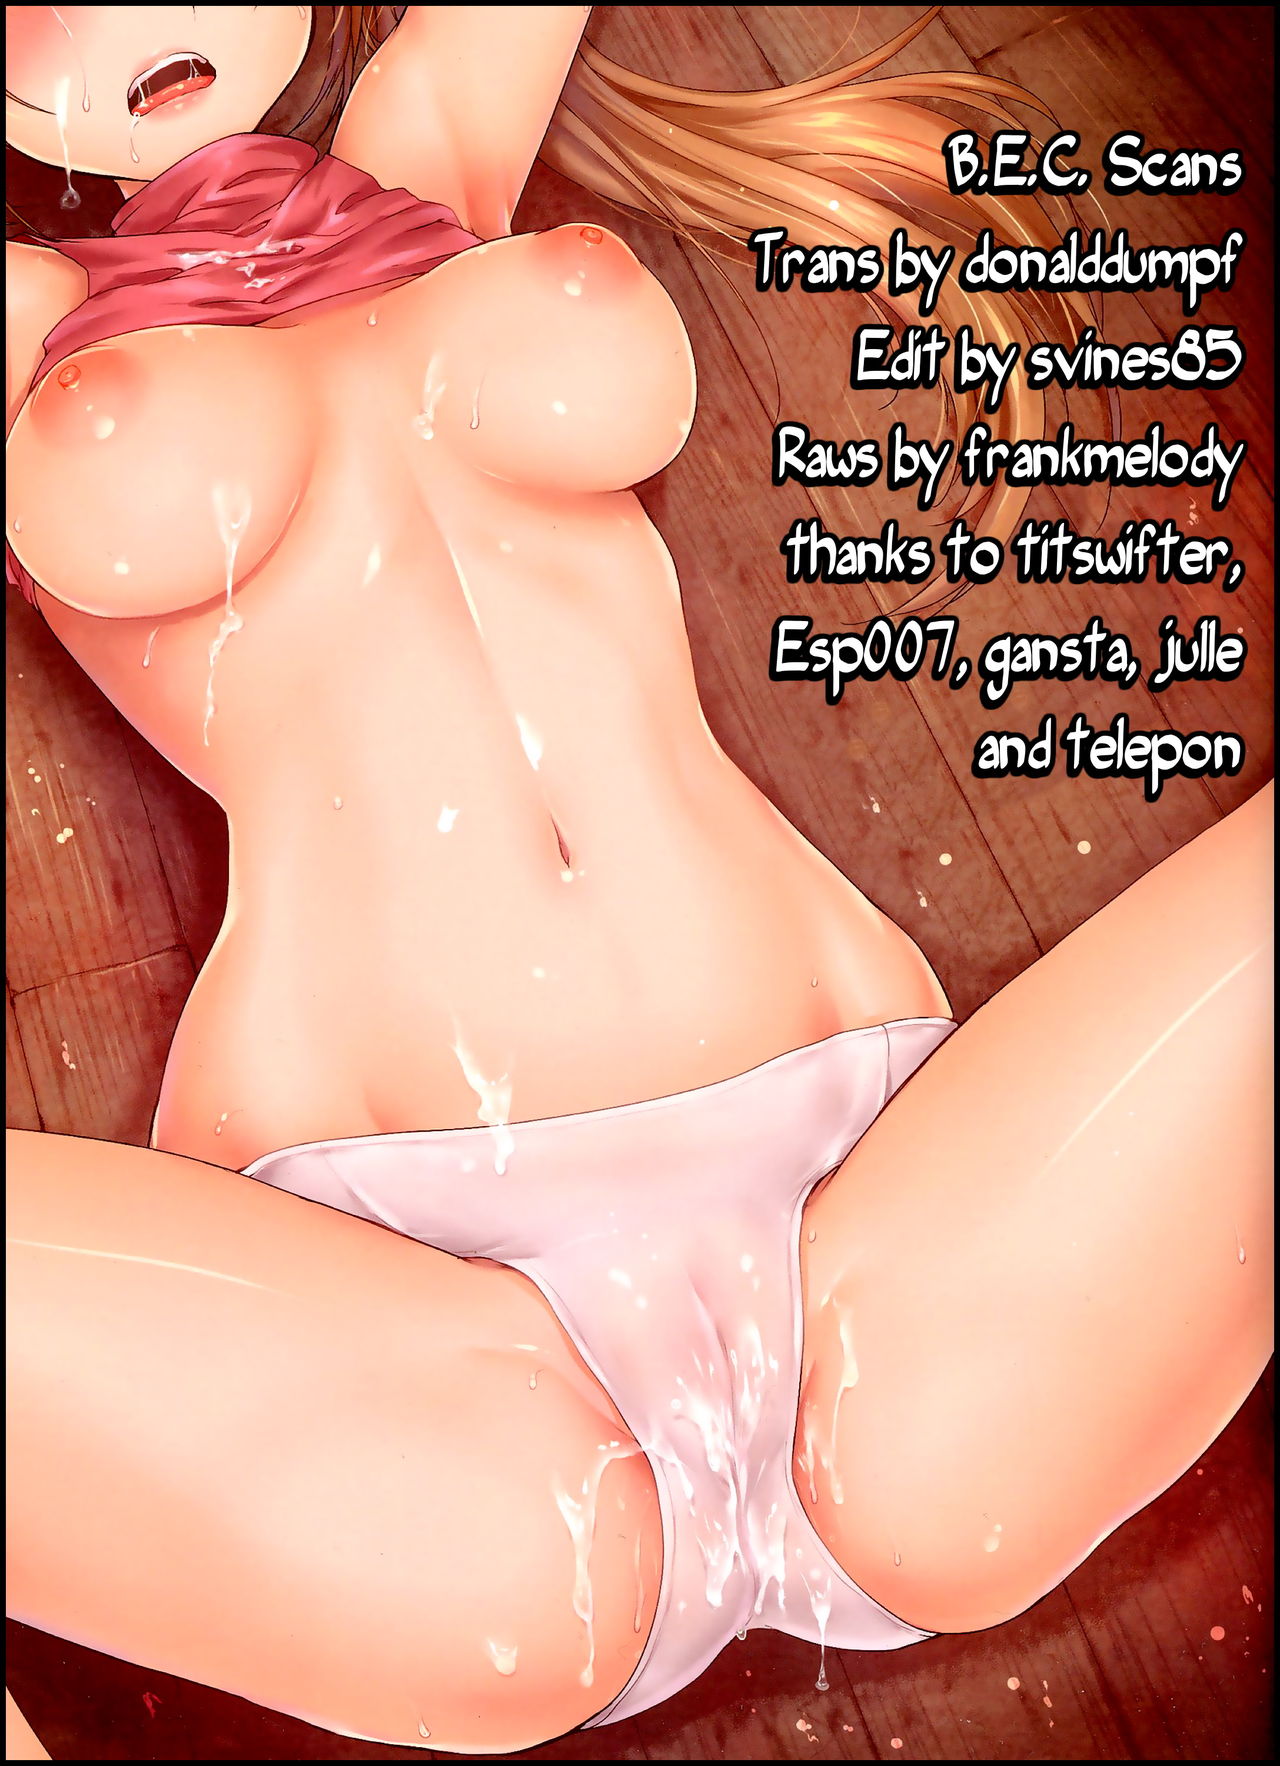 B.E.C. Scans
Trans by donalddumpf
Edit by svines85
Raws by frankmelody
thanks to titswifter,
Esp007, gansta, julle
and telepon